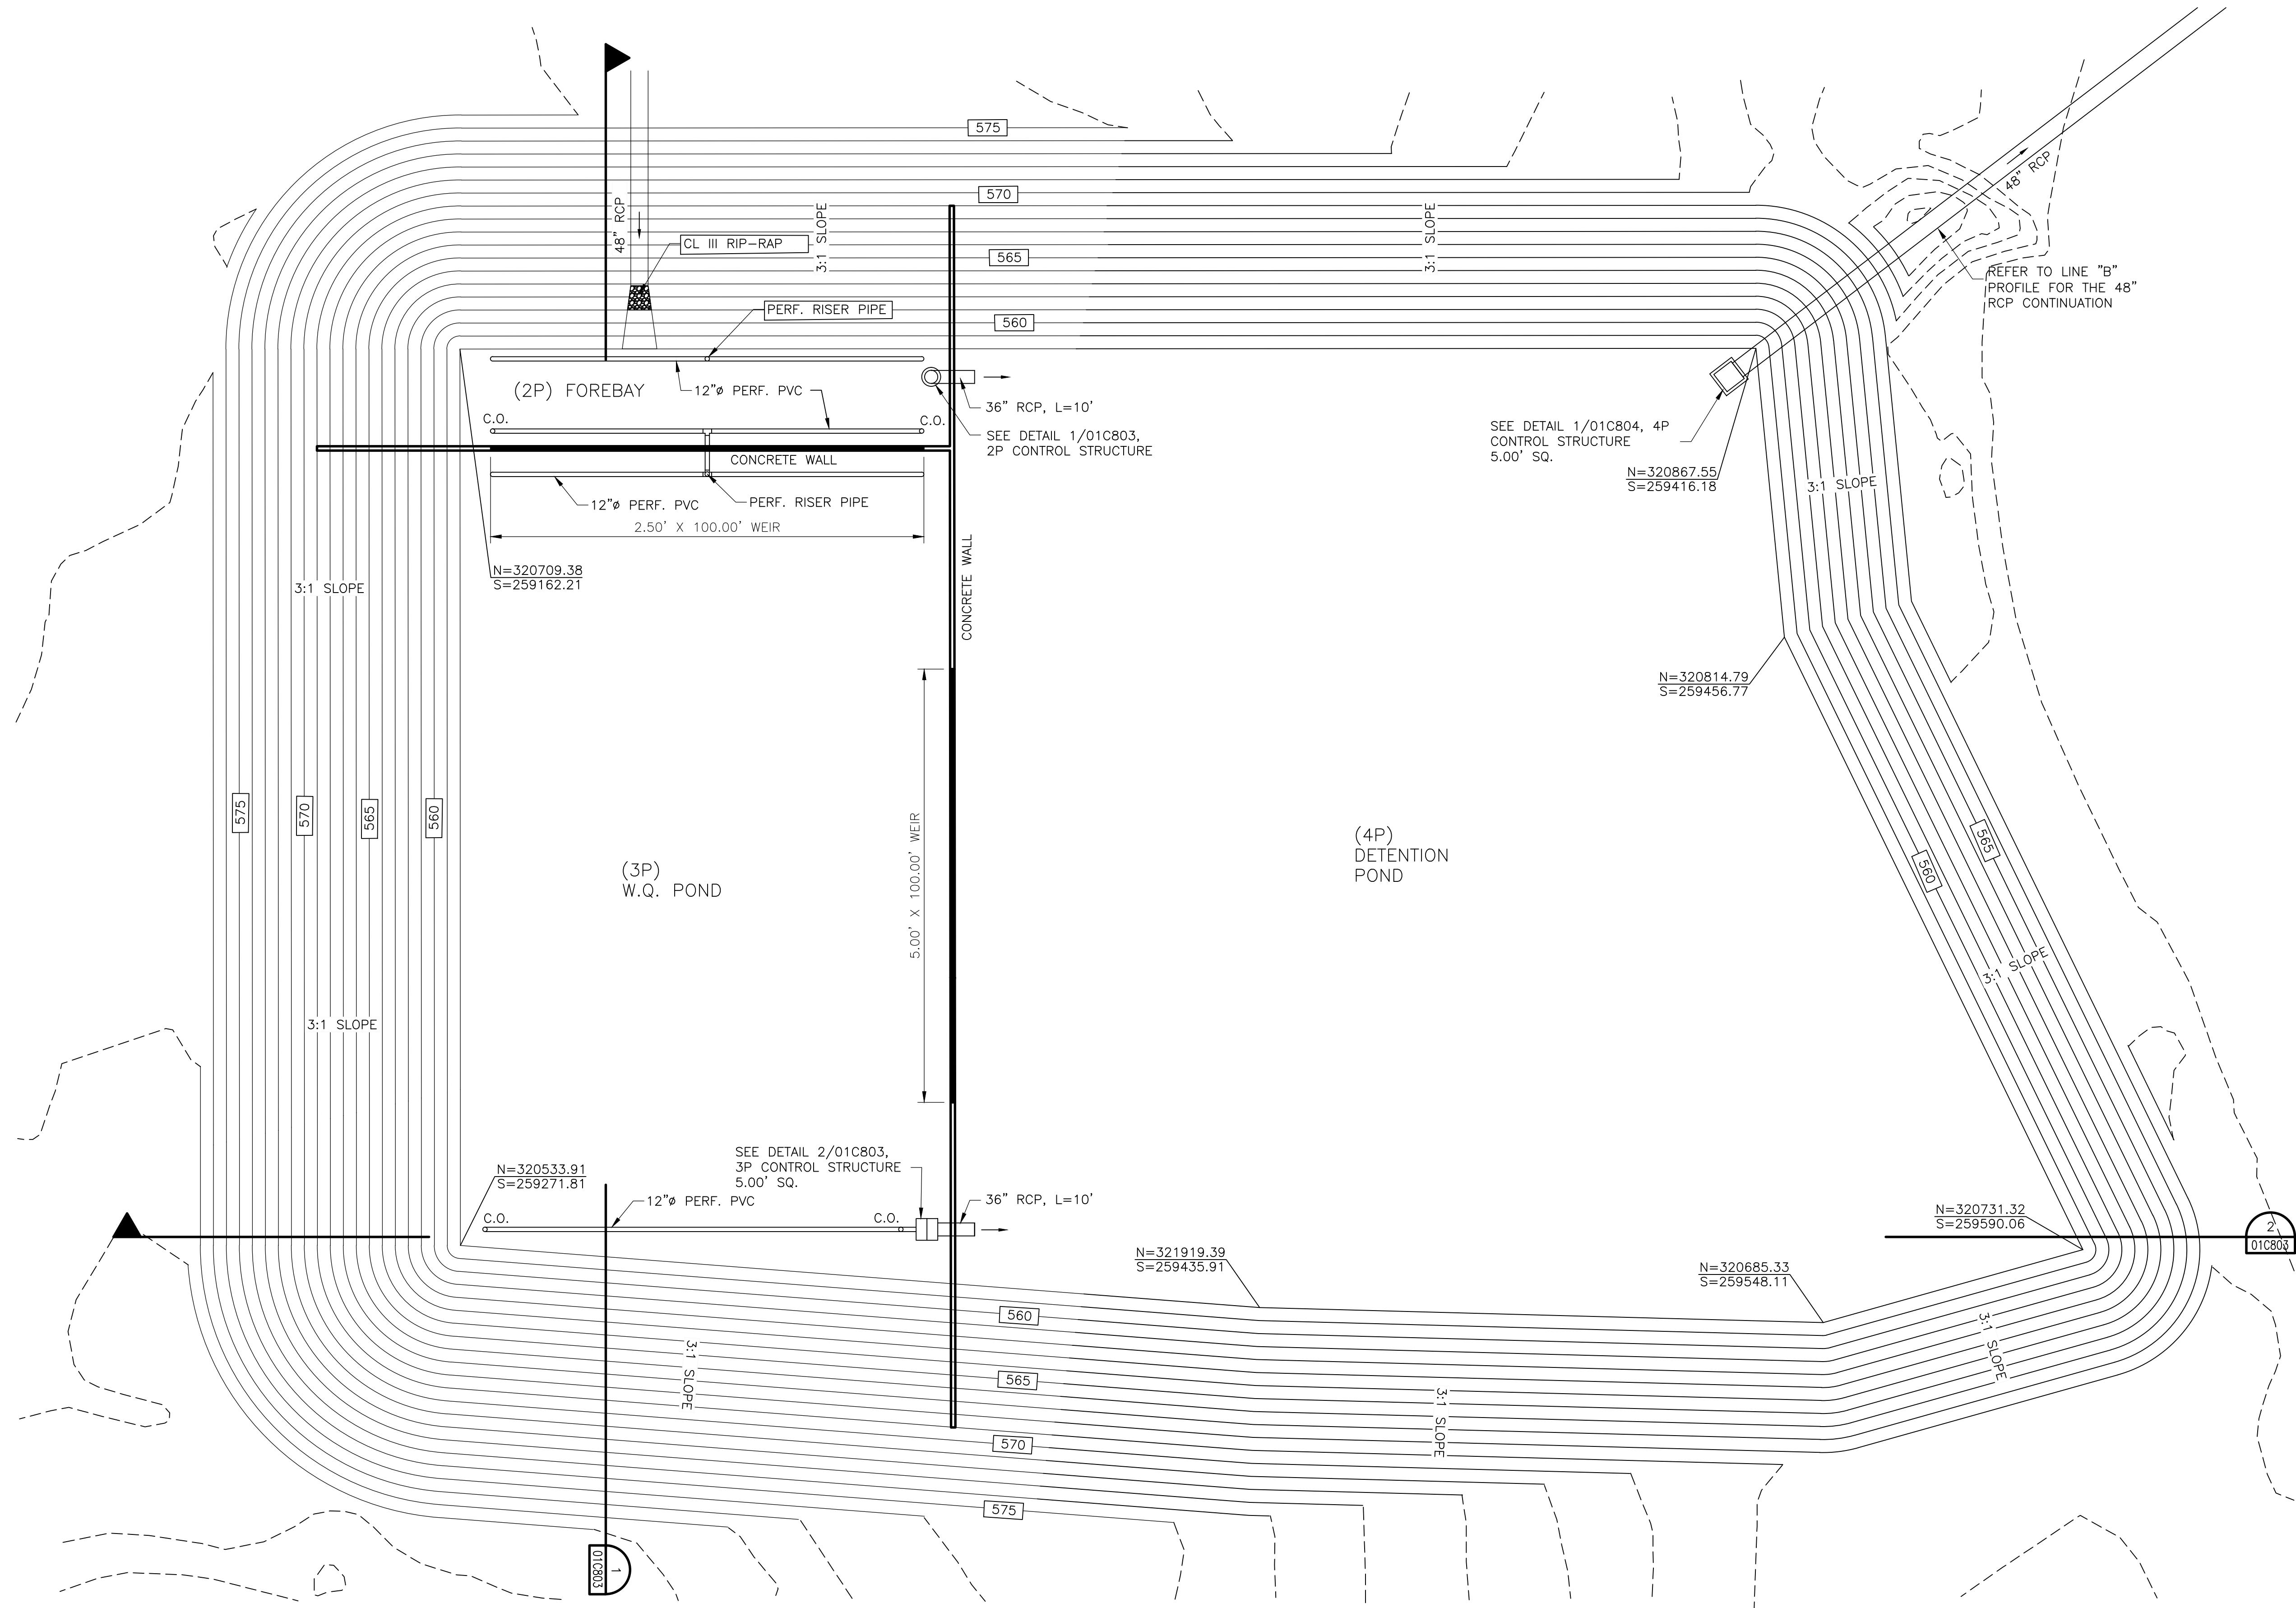 575
570
48" RCP
3:1 SLOPE
3:1 SLOPE
CL III RIP-RAP
565
48" RCP
REFER TO LINE "B"
PROFILE FOR THE 48"
RCP CONTINUATION
PERF. RISER PIPE
560
(2P) FOREBAY
12"ø PERF. PVC
36" RCP, L=10'
C.O.
C.O.
SEE DETAIL 1/01C803,
2P CONTROL STRUCTURE
SEE DETAIL 1/01C804, 4P
CONTROL STRUCTURE
5.00' SQ.
CONCRETE WALL
N=320867.55
S=259416.18
3:1 SLOPE
12"ø PERF. PVC
PERF. RISER PIPE
2.50' X 100.00' WEIR
CONCRETE WALL
N=320709.38
S=259162.21
3:1 SLOPE
N=320814.79
S=259456.77
575
570
565
560
5.00' X 100.00' WEIR
(4P)
DETENTION
POND
565
560
(3P)
W.Q. POND
3:1 SLOPE
3:1 SLOPE
SEE DETAIL 2/01C803,
3P CONTROL STRUCTURE
5.00' SQ.
N=320533.91
S=259271.81
12"ø PERF. PVC
C.O.
C.O.
36" RCP, L=10'
N=320731.32
S=259590.06
2
01C803
N=321919.39
S=259435.91
N=320685.33
S=259548.11
560
3:1 SLOPE
3:1 SLOPE
565
3:1 SLOPE
570
575
1
01C803